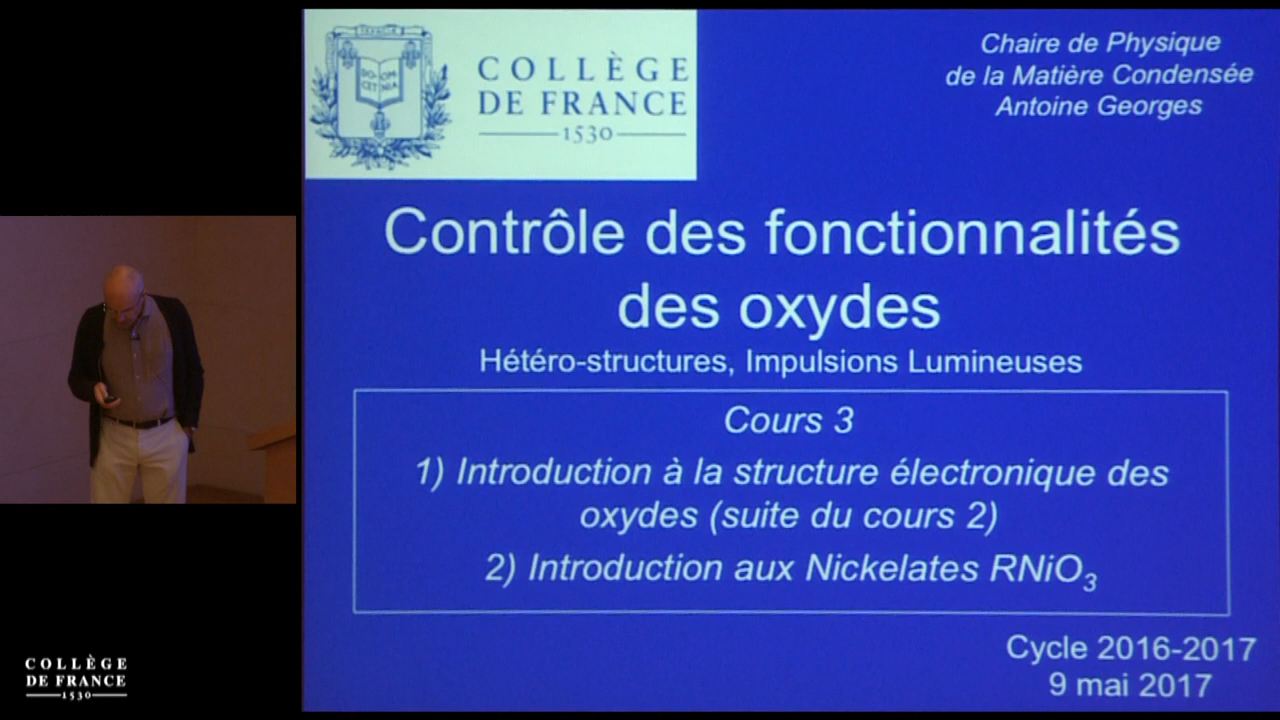 COLLÈGE
DE FRANCE
1530
Chaire de Physique
de la Matière Condensée
Antoine Georges
Contrôle des fonctionnalités
des oxydes
Hétéro-structures, Impulsions Lumineuses
Cours 3
1) Introduction à la structure électronique des
oxydes (suite du cours 2)
2) Introduction aux Nickelates RNiO3
Cycle 2016-2017
9 mai 2017
COLLÈGE
DE FRANCE
1530